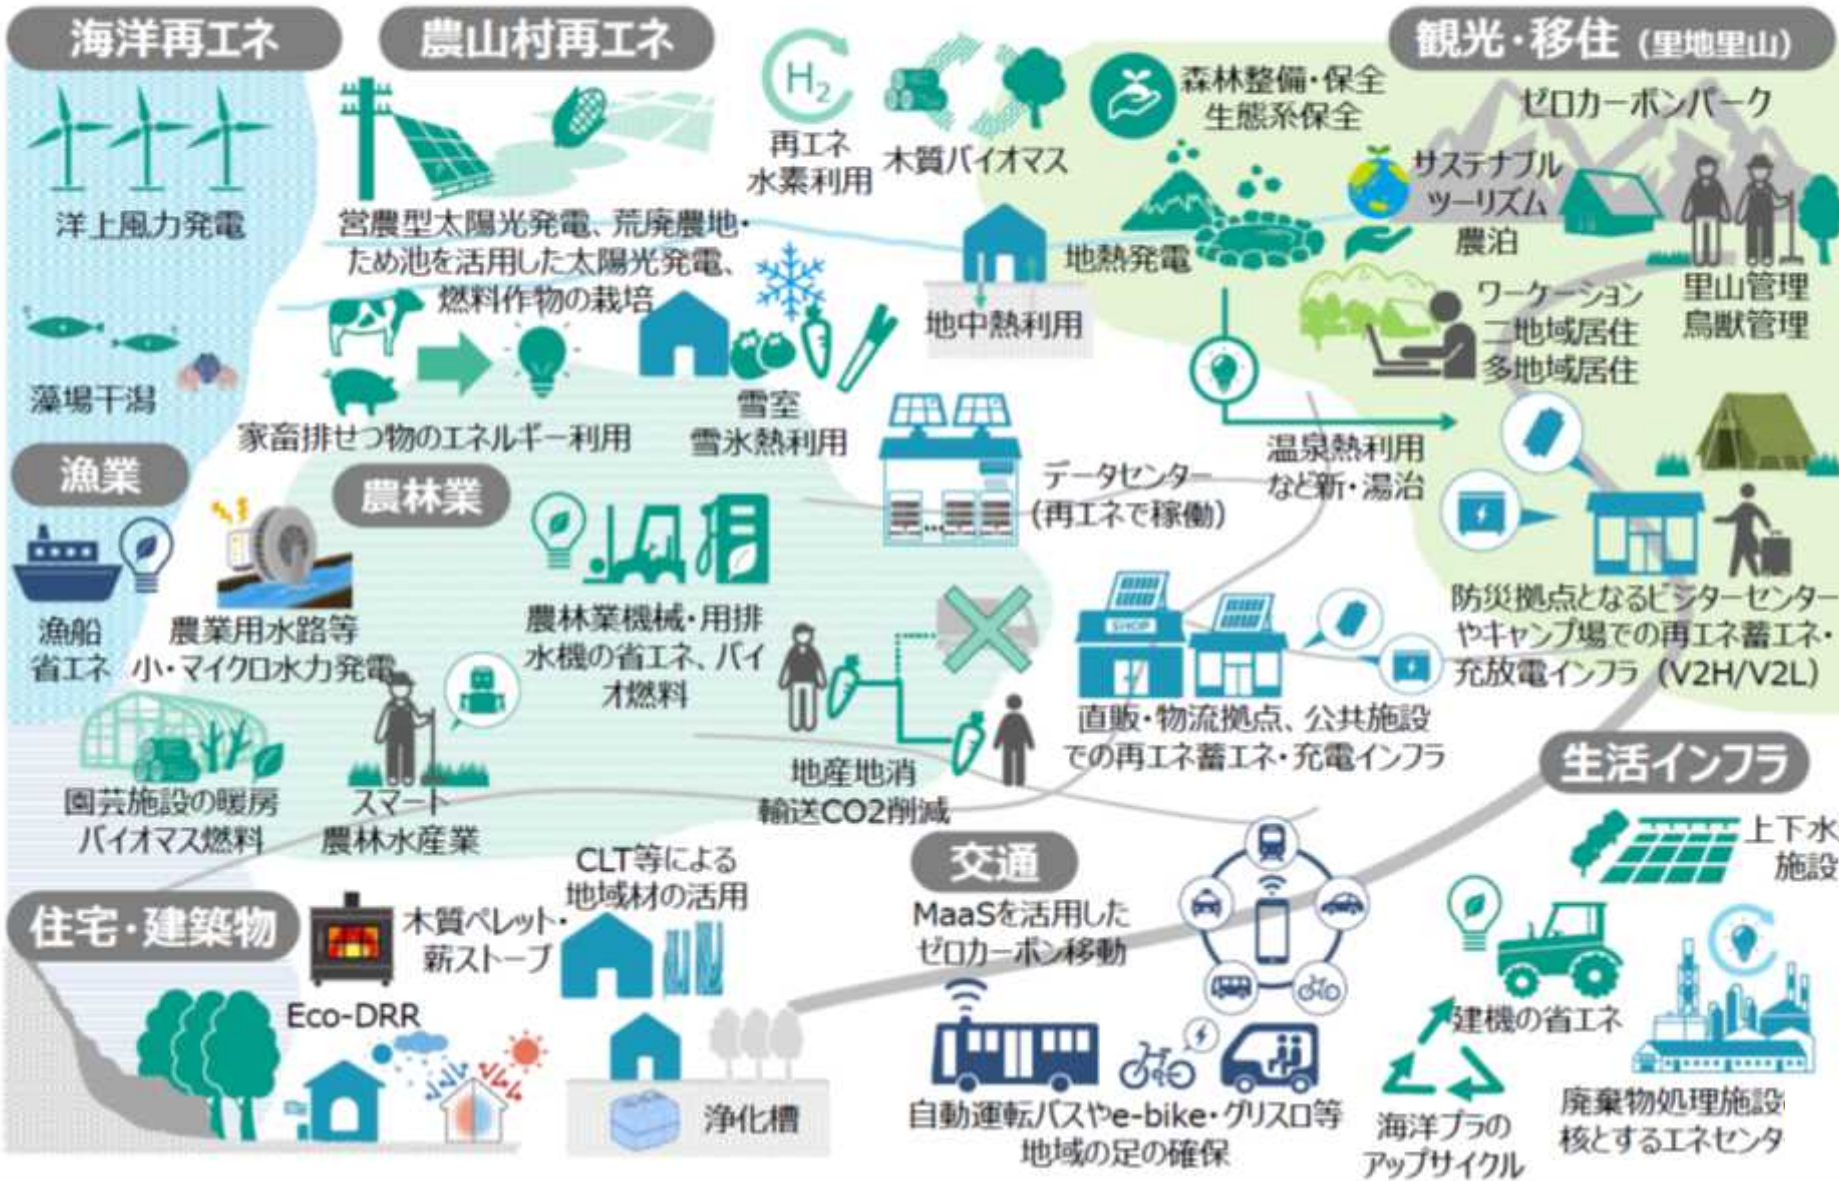 海洋再エネ
農山村再エネ
観光・移住（里地里山）
H2
再エネ
水素利用
木質バイオマス
森林整備・保全
生態系保全
ゼロカーボンパーク
洋上風力発電
営農型太陽光発電、荒廃農地・
ため池を活用した太陽光発電、
燃料作物の栽培
地熱発電
サステナブル
ツーリズム
農泊
里山管理
鳥獣管理
藻場干潟
家畜排せつ物のエネルギー利用
雪室
雪氷熱利用
地中熱利用
ワーケーション
二地域居住
多地域居住
温泉熱利用
など新・湯治
漁業
農林業
データセンター
（再エネで稼働）
漁船
省エネ
農業用水路等
小・マイクロ水力発電
農林業機械・用排
水機の省エネ、バイ
オ燃料
SHOP
直販・物流拠点、公共施設
での再エネ蓄エネ・充電インフラ
防災拠点となるビジターセンター
やキャンプ場での再エネ蓄エネ・
充放電インフラ（V2H/V2L）
園芸施設の暖房
バイオマス燃料
スマート
農林水産業
地産地消
輸送CO2削減
生活インフラ
上下水
施設
住宅・建築物
木質ペレット・
薪ストーブ
CLT等による
地域材の活用
交通
MaaSを活用した
ゼロカーボン移動
Eco-DRR
浄化槽
自動運転バスやe-bike・グリスロ等
地域の足の確保
建機の省エネ
海洋プラの
アップサイクル
廃棄物処理施設
核とするエネセンタ